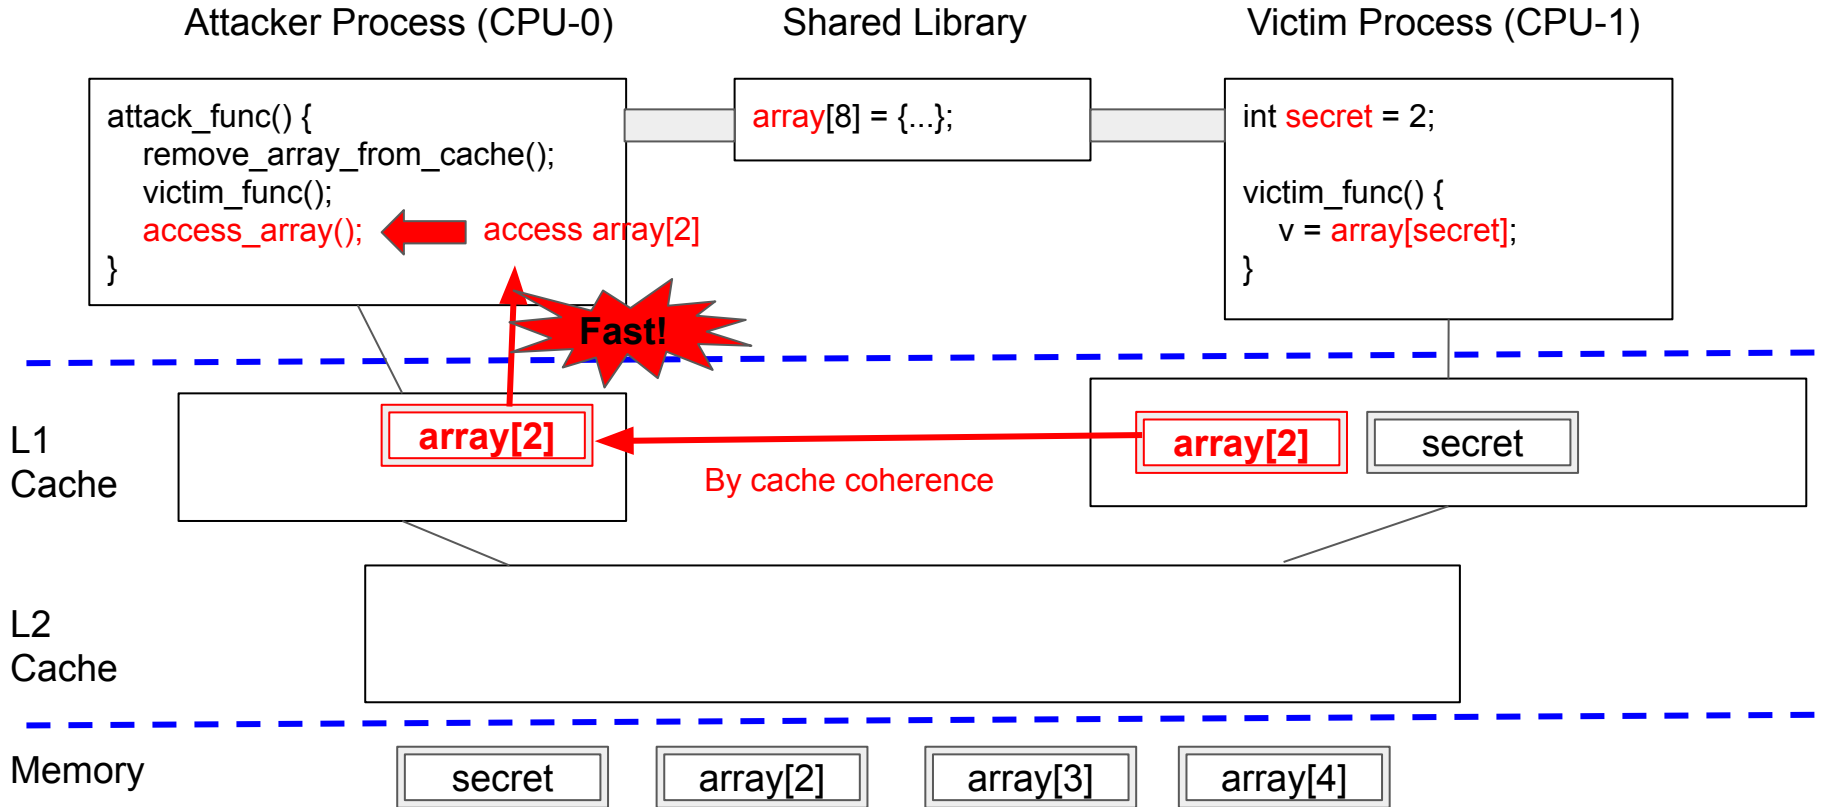 Attacker Process (CPU-0)
Shared Library
Victim Process (CPU-1)
attack_func() {
remove_array_from_cache();
victim_func();
access_array();
}
access array[2]
array[8] = {...};
int secret = 2;
victim_func() {
v = array[secret];
}
Fast!
L1
Cache
array[2]
By cache coherence
array[2]
secret
L2
Cache
Memory
secret
array[2]
array[3]
array[4]